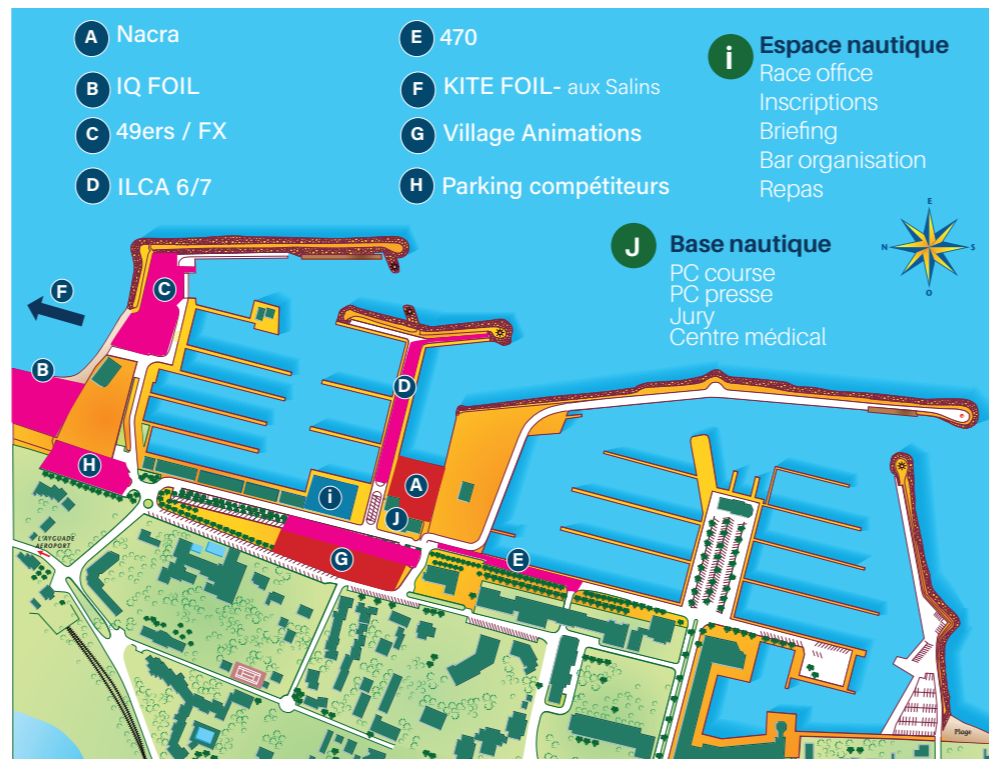 A Nacra
B IQ FOIL
C 49ers / FX
D ILCA 6/7
E 470
F KITE FOIL- aux Salins
G Village Animations
H Parking compétiteurs
i Espace nautique
Race office
Inscriptions
Briefing
Bar organisation
Repas
J Base nautique
PC course
PC presse
Jury
Centre médical
E
N
S
O
F
C
B
D
H
A
i
J
G
E
L'AYGUADE
AEROPORT
Plage